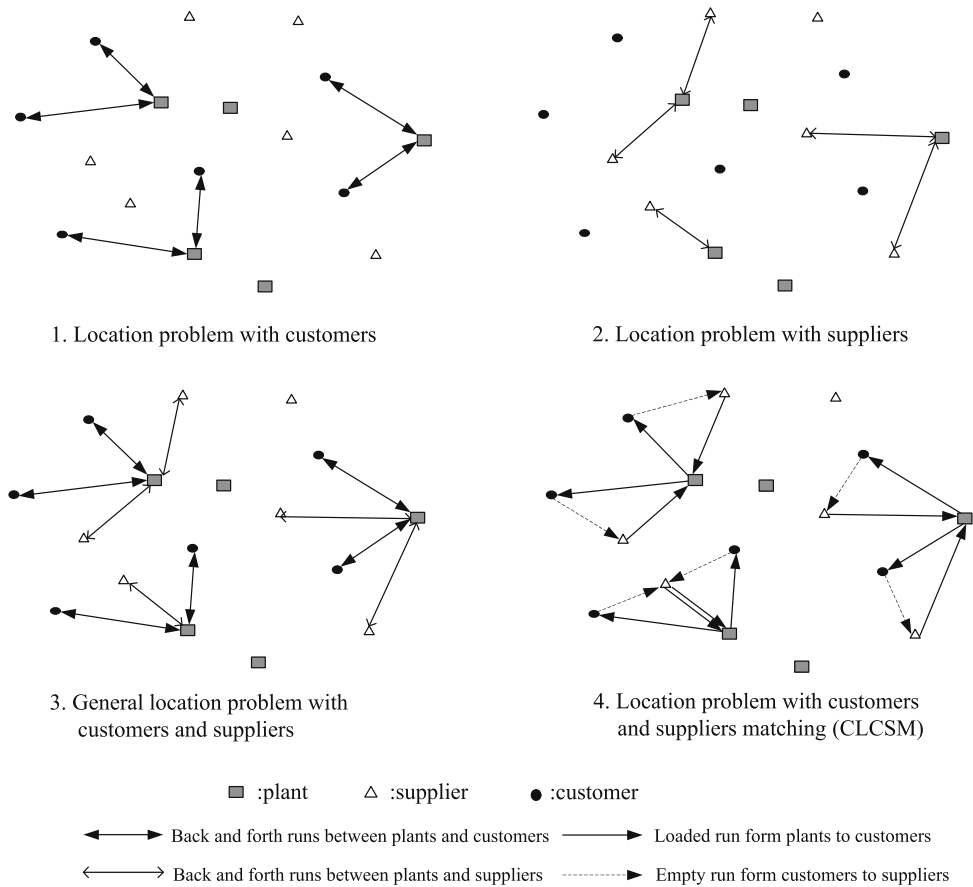 1. Location problem with customers
2. Location problem with suppliers
3. General location problem with
customers and suppliers
4. Location problem with customers
and suppliers matching (CLCSM)
:plant
:supplier
:customer
Back and forth runs between plants and customers
Loaded run form plants to customers
Back and forth runs between plants and suppliers
Empty run form customers to suppliers